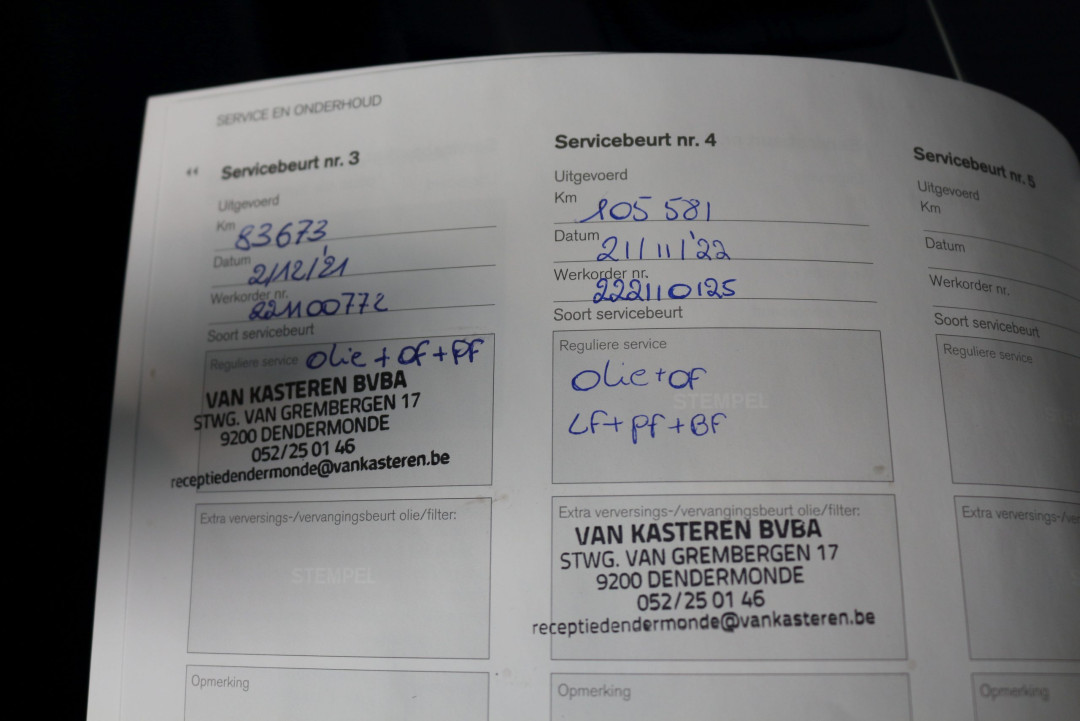 SERVICE EN ONDERHOUD
“ Servicebeurt nr. 3
Uitgevoerd
Km 83673
Datum 2/12/'21
Werkorder nr. 221100772
Soort servicebeurt
Reguliere service Olie + OF + PF
VAN KASTEREN BVBA
STWG. VAN GREMBERGEN 17
9200 DENDERMONDE
052/25 01 46
receptiedendermonde@vankasteren.be
Extra verversings-/vervangingsbeurt olie/filter:
STEMPEL
Opmerking
Servicebeurt nr. 4
Uitgevoerd
Km 105 581
Datum 21/11/'22
Werkorder nr. 222110125
Soort servicebeurt
Reguliere service
Olie + OF
STEMPEL
LF + PF + BF
Extra verversings-/vervangingsbeurt olie/filter:
VAN KASTEREN BVBA
STWG. VAN GREMBERGEN 17
9200 DENDERMONDE
052/25 01 46
receptiedendermonde@vankasteren.be
Opmerking
Servicebeurt nr. 5
Uitgevoerd
Km
Datum
Werkorder nr.
Soort servicebeurt
Reguliere service
Extra verversings-/ver
Opmerking